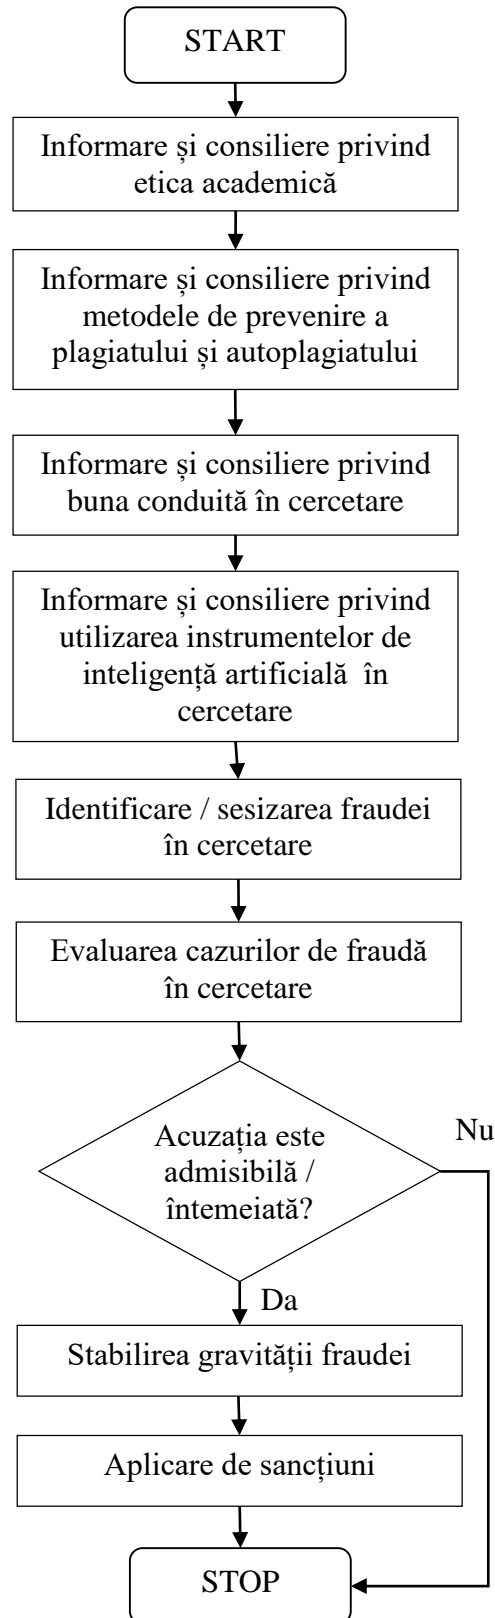 START
Informare și consiliere privind
etica academică
Informare și consiliere privind
metodele de prevenire a
plagiatului și autoplagiatului
Informare și consiliere privind
buna conduită în cercetare
Informare și consiliere privind
utilizarea instrumentelor de
inteligență artificială în
cercetare
Identificare / sesizarea fraudei
în cercetare
Evaluarea cazurilor de fraudă
în cercetare
Acuzația este
admisibilă /
întemeiată?
Nu
Da
Stabilirea gravității fraudei
Aplicare de sancțiuni
STOP